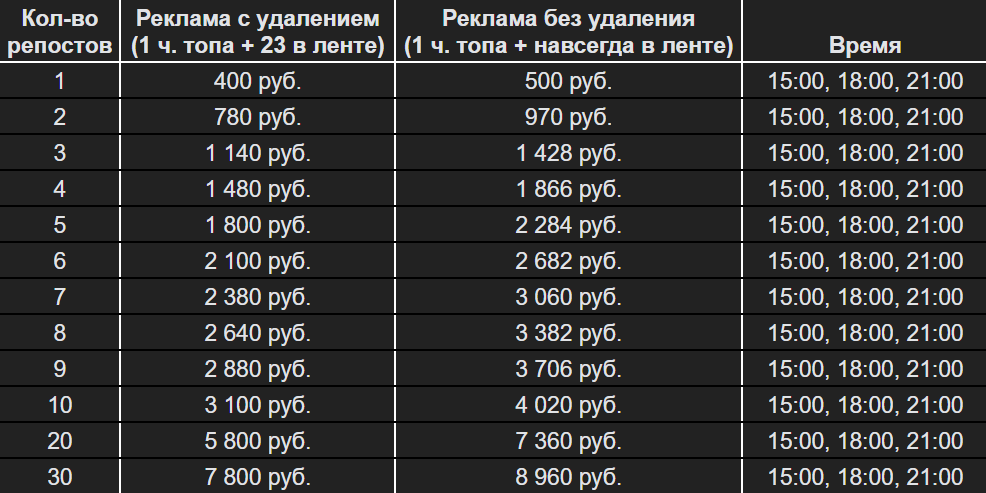 Кол-во репостов Реклама с удалением (1 ч. топа + 23 в ленте) Реклама без удаления (1 ч. топа + навсегда в ленте) Время
1 400 руб. 500 руб. 15:00, 18:00, 21:00
2 780 руб. 970 руб. 15:00, 18:00, 21:00
3 1 140 руб. 1 428 руб. 15:00, 18:00, 21:00
4 1 480 руб. 1 866 руб. 15:00, 18:00, 21:00
5 1 800 руб. 2 284 руб. 15:00, 18:00, 21:00
6 2 100 руб. 2 682 руб. 15:00, 18:00, 21:00
7 2 380 руб. 3 060 руб. 15:00, 18:00, 21:00
8 2 640 руб. 3 382 руб. 15:00, 18:00, 21:00
9 2 880 руб. 3 706 руб. 15:00, 18:00, 21:00
10 3 100 руб. 4 020 руб. 15:00, 18:00, 21:00
20 5 800 руб. 7 360 руб. 15:00, 18:00, 21:00
30 7 800 руб. 8 960 руб. 15:00, 18:00, 21:00